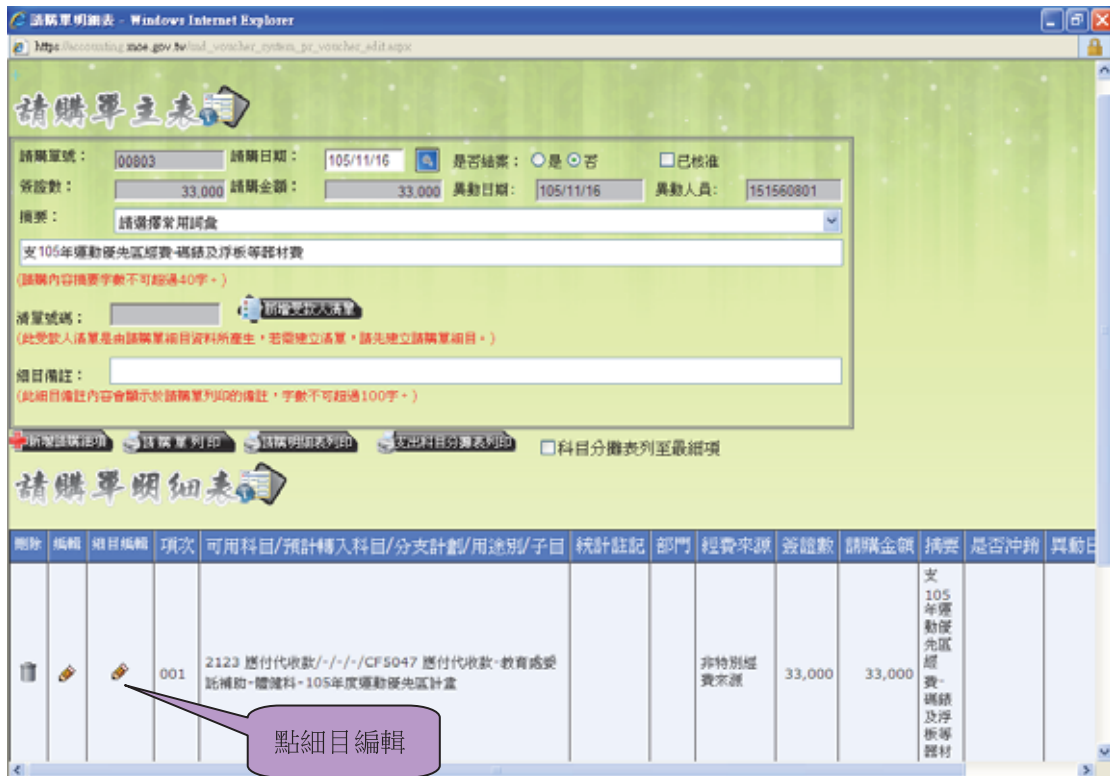 請購單明細表 - Windows Internet Explorer
https://accounting.moe.gov.tw/md_voucher_system_pr_voucher_edit.aspx
請購單主表
請購單號： 00803 請購日期： 105/11/16 是否結案： 是 否 已核准
簽證數： 33,000 請購金額： 33,000 異動日期： 105/11/16 異動人員： 151560801
摘要： 請選擇常用詞彙
支105年運動優先區經費-碼錶及浮板等器材費
(請購內容摘要字數不可超過40字。)
清單號碼： 新增受款人清單
(此受款人清單是由請購單細目資料所產生，若需建立清單，請先建立請購單細目。)
細目備註：
(此細目備註內容會顯示於請購單列印的備註，字數不可超過100字。)
新增請購細項 請購單列印 請購明細表列印 支出科目分攤表列印 科目分攤表列至最細項
請購單明細表
刪除 編輯 細目編輯 項次 可用科目/預計轉入科目/分支計劃/用途別/子目 統計註記 部門 經費來源 簽證數 請購金額 摘要 是否沖銷 異動日
001 2123 應付代收款/-/-/-/CF5047 應付代收款-教育處委
託補助-體健科-105年度運動優先區計畫
非特別經
費來源
33,000 33,000
支
105
年運
動優
先區
經
費-
碼錶
及浮
板等
器材
點細目編輯